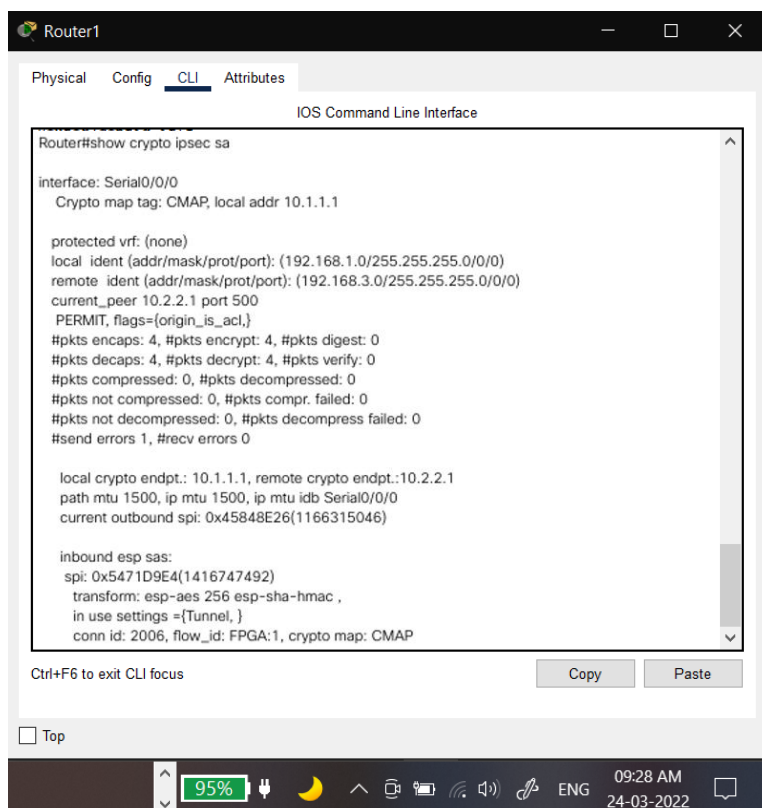 Router1
Physical Config CLI Attributes
IOS Command Line Interface
Router#show crypto ipsec sa
interface: Serial0/0/0
Crypto map tag: CMAP, local addr 10.1.1.1
protected vrf: (none)
local ident (addr/mask/prot/port): (192.168.1.0/255.255.255.0/0/0)
remote ident (addr/mask/prot/port): (192.168.3.0/255.255.255.0/0/0)
current_peer 10.2.2.1 port 500
PERMIT, flags={origin_is_acl,}
#pkts encaps: 4, #pkts encrypt: 4, #pkts digest: 0
#pkts decaps: 4, #pkts decrypt: 4, #pkts verify: 0
#pkts compressed: 0, #pkts decompressed: 0
#pkts not compressed: 0, #pkts compr. failed: 0
#pkts not decompressed: 0, #pkts decompress failed: 0
#send errors 1, #recv errors 0
local crypto endpt.: 10.1.1.1, remote crypto endpt.:10.2.2.1
path mtu 1500, ip mtu 1500, ip mtu idb Serial0/0/0
current outbound spi: 0x45848E26(1166315046)
inbound esp sas:
spi: 0x5471D9E4(1416747492)
transform: esp-aes 256 esp-sha-hmac ,
in use settings ={Tunnel, }
conn id: 2006, flow_id: FPGA:1, crypto map: CMAP
Ctrl+F6 to exit CLI focus
Copy Paste
Top
95% ENG 09:28 AM
24-03-2022